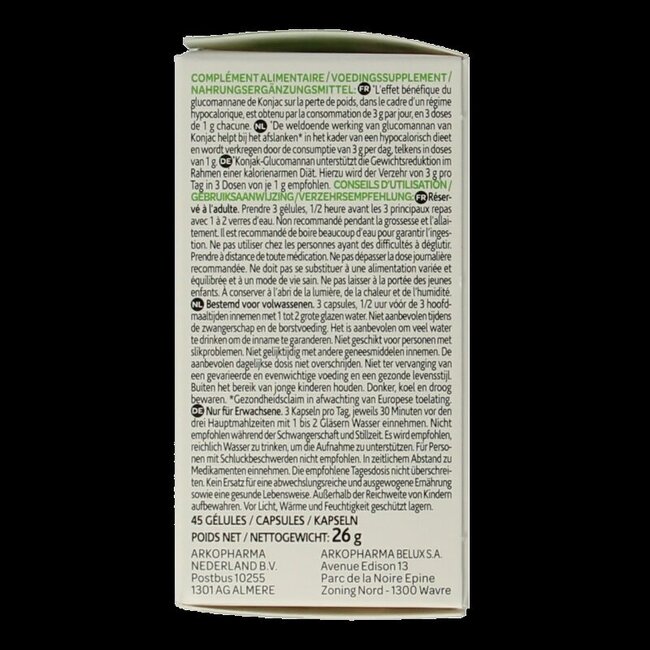 COMPLÉMENT ALIMENTAIRE / VOEDINGSSUPPLEMENT /
NAHRUNGSERGÄNZUNGSMITTEL: FR *L'effet bénéfique du
glucomannane de Konjac sur la perte de poids, dans le cadre d'un régime
hypocalorique, est obtenu par la consommation de 3 g par jour, en 3 doses
de 1 g chacune. NL *De weldoende werking van glucomannan van
Konjac helpt bij het afslanken* in het kader van een hypocalorisch dieet
en wordt verkregen door de consumptie van 3 g per dag, telkens in doses
van 1 g. DE *Konjak-Glucomannan unterstützt die Gewichtsreduktion im
Rahmen einer kalorienarmen Diät. Hierzu wird der Verzehr von 3 g pro
Tag in 3 Dosen von je 1 g empfohlen. CONSEILS D'UTILISATION /
GEBRUIKSAANWIJZING / VERZEHRSEMPFEHLUNG: FR Réser-
vé à l'adulte. Prendre 3 gélules, 1/2 heure avant les 3 principaux repas
avec 1 à 2 verres d'eau. Non recommandé pendant la grossesse et l'allai-
tement. Il est recommandé de boire beaucoup d'eau pour garantir l'inges-
tion. Ne pas utiliser chez les personnes ayant des difficultés à déglutir.
Prendre à distance de toute médication. Ne pas dépasser la dose journalière
recommandée. Ne doit pas se substituer à une alimentation variée et
équilibrée et à un mode de vie sain. Ne pas laisser à la portée des jeunes
enfants. À conserver à l'abri de la lumière, de la chaleur et de l'humidité.
NL Bestemd voor volwassenen. 3 capsules, 1/2 uur vóór de 3 hoofd-
maaltijden innemen met 1 tot 2 grote glazen water. Niet aanbevolen tijdens
de zwangerschap en de borstvoeding. Het is aanbevolen om veel water
te drinken om de inname te garanderen. Niet geschikt voor personen met
slikproblemen. Niet gelijktijdig met andere geneesmiddelen innemen. De
aanbevolen dagelijkse dosis niet overschrijden. Niet ter vervanging van
een gevarieerde en evenwichtige voeding en een gezonde levensstijl.
Buiten het bereik van jonge kinderen houden. Donker, koel en droog
bewaren. *Gezondheidsclaim in afwachting van Europese toelating.
DE Nur für Erwachsene. 3 Kapseln pro Tag, jeweils 30 Minuten vor den
drei Hauptmahlzeiten mit 1 bis 2 Gläsern Wasser einnehmen. Nicht
empfohlen während der Schwangerschaft und Stillzeit. Es wird empfohlen,
reichlich Wasser zu trinken, um die Aufnahme zu unterstützen. Für Perso-
nen mit Schluckbeschwerden nicht empfohlen. In zeitlichem Abstand zu
Medikamenten einnehmen. Die empfohlene Tagesdosis nicht überschrei-
ten. Kein Ersatz für eine abwechslungsreiche und ausgewogene Ernährung
sowie eine gesunde Lebensweise. Außerhalb der Reichweite von Kindern
aufbewahren. Vor Licht, Wärme und Feuchtigkeit geschützt lagern.
45 GÉLULES / CAPSULES / KAPSELN
POIDS NET / NETTOGEWICHT: 26 g
ARKOPHARMA
NEDERLAND B.V.
Postbus 10255
1301 AG ALMERE
ARKOPHARMA BELUX S.A.
Avenue Edison 13
Parc de la Noire Epine
Zoning Nord - 1300 Wavre